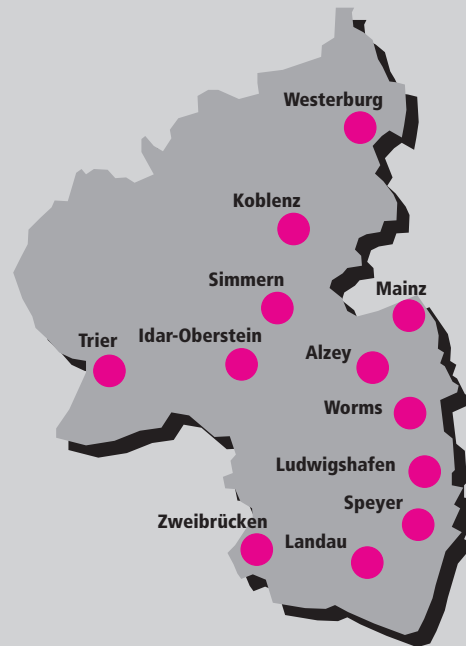 Westerburg
Koblenz
Simmern
Mainz
Trier
Idar-Oberstein
Alzey
Worms
Ludwigshafen
Speyer
Zweibrücken
Landau